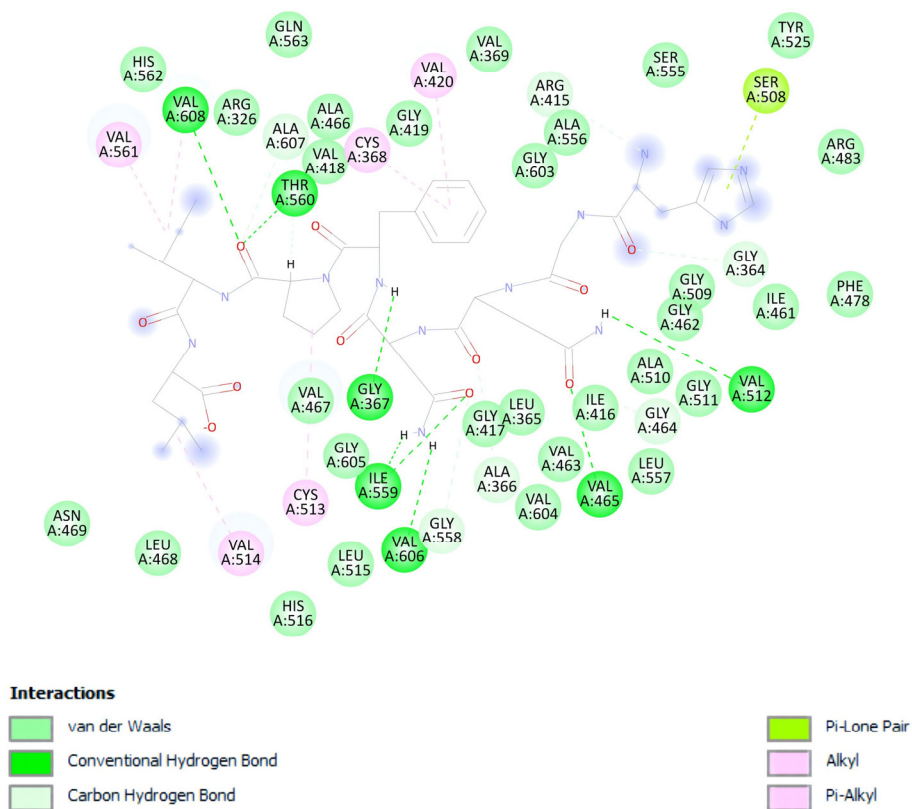 GLN
A:563
HIS
A:562
VAL
A:608
ARG
A:326
VAL
A:561
ALA
A:607
ALA
A:466
VAL
A:418
THR
A:560
CYS
A:368
GLY
A:419
VAL
A:420
VAL
A:369
ARG
A:415
ALA
A:556
GLY
A:603
SER
A:555
TYR
A:525
SER
A:508
ARG
A:483
GLY
A:364
GLY
A:509
GLY
A:462
ILE
A:461
PHE
A:478
ALA
A:510
GLY
A:511
VAL
A:512
ILE
A:416
GLY
A:464
LEU
A:557
VAL
A:465
VAL
A:463
VAL
A:604
ALA
A:366
LEU
A:365
GLY
A:417
GLY
A:367
VAL
A:467
GLY
A:605
ILE
A:559
CYS
A:513
VAL
A:606
GLY
A:558
LEU
A:515
HIS
A:516
VAL
A:514
LEU
A:468
ASN
A:469
O
N
H
O
N
O
N
H
O
N
O
N
O
-O
N
O
O
N
H
H
N
O
N
O
N
H
O
N
N
N
O
Interactions
van der Waals
Conventional Hydrogen Bond
Carbon Hydrogen Bond
Pi-Lone Pair
Alkyl
Pi-Alkyl